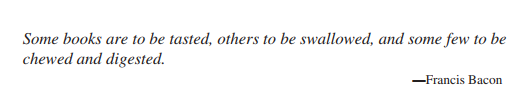 Some books are to be tasted, others to be swallowed, and some few to be
chewed and digested.
—Francis Bacon